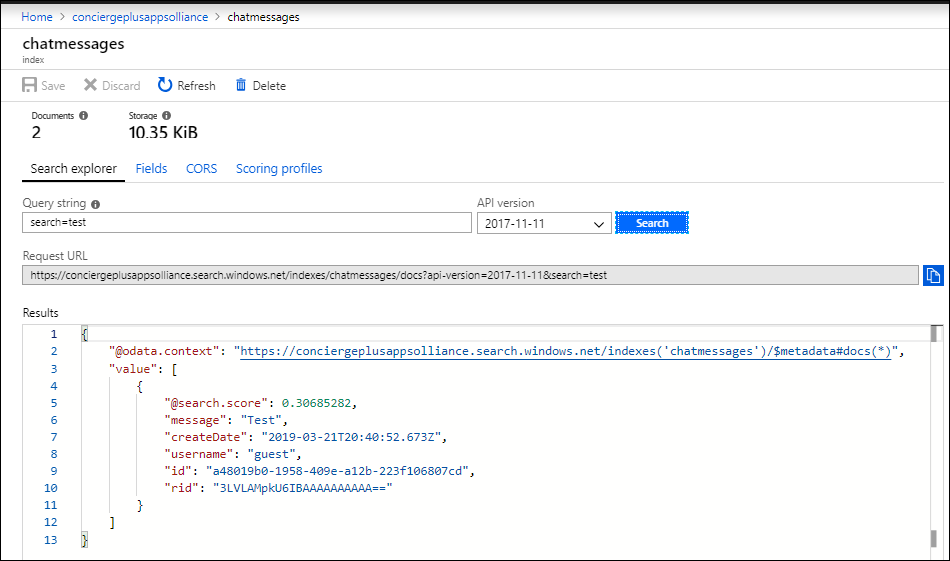 Home > conciergeplusappsolliance > chatmessages
chatmessages
index
Save Discard Refresh Delete
Documents Storage
2 10.35 KiB
Search explorer Fields CORS Scoring profiles
Query string API version
search=test 2017-11-11 Search
Request URL
https://conciergeplusappsolliance.search.windows.net/indexes/chatmessages/docs?api-version=2017-11-11&search=test
Results
1 {
2 "@odata.context": "https://conciergeplusappsolliance.search.windows.net/indexes('chatmessages')/$metadata#docs(*)",
3 "value": [
4 {
5 "@search.score": 0.30685282,
6 "message": "Test",
7 "createDate": "2019-03-21T20:40:52.673Z",
8 "username": "guest",
9 "id": "a48019b0-1958-409e-a12b-223f106807cd",
10 "rid": "3LVLAMpkU6IBAAAAAAAAAA=="
11 }
12 ]
13 }